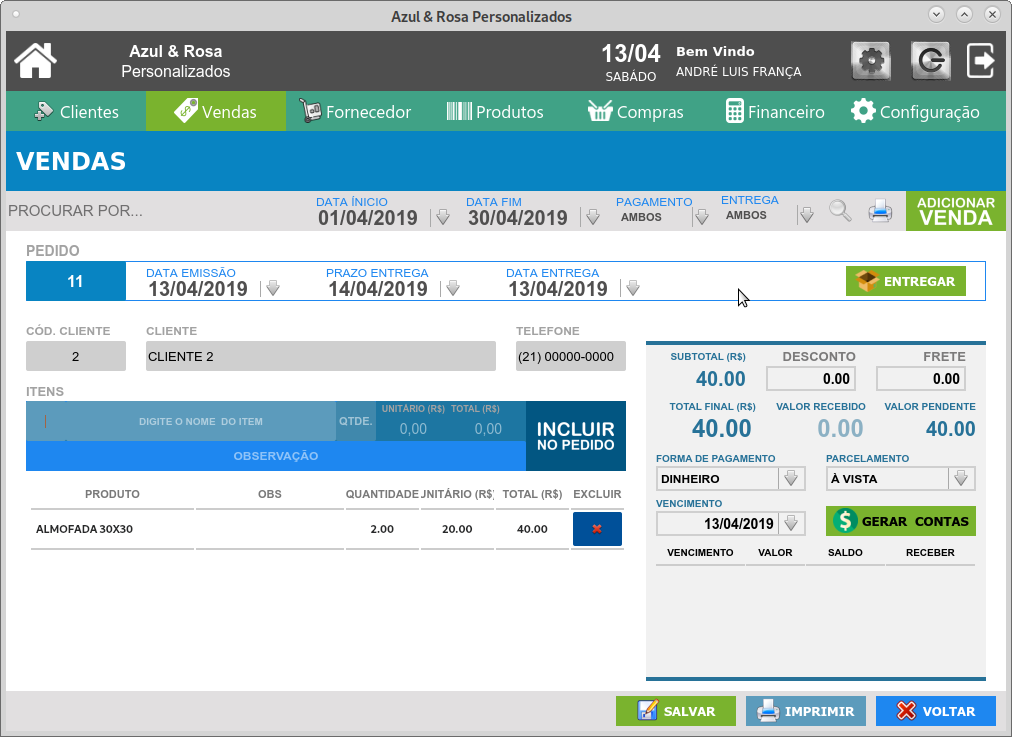 Azul & Rosa Personalizados
Azul & Rosa
Personalizados
13/04
SÁBADO
Bem Vindo
ANDRÉ LUIS FRANÇA
Clientes Vendas Fornecedor Produtos Compras Financeiro Configuração
VENDAS
PROCURAR POR...
DATA ÍNICIO
01/04/2019
DATA FIM
30/04/2019
PAGAMENTO
AMBOS
ENTREGA
AMBOS
ADICIONAR
VENDA
PEDIDO
11
DATA EMISSÃO
13/04/2019
PRAZO ENTREGA
14/04/2019
DATA ENTREGA
13/04/2019
ENTREGAR
CÓD. CLIENTE
2
CLIENTE
CLIENTE 2
TELEFONE
(21) 00000-0000
ITENS
DIGITE O NOME DO ITEM
QTDE.
UNITÁRIO (R$)
0,00
TOTAL (R$)
0,00
INCLUIR
NO PEDIDO
OBSERVAÇÃO
PRODUTO OBS QUANTIDADE JNITÁRIO (R$) TOTAL (R$) EXCLUIR
ALMOFADA 30X30 2.00 20.00 40.00
SUBTOTAL (R$)
40.00
DESCONTO
0.00
FRETE
0.00
TOTAL FINAL (R$)
40.00
VALOR RECEBIDO
0.00
VALOR PENDENTE
40.00
FORMA DE PAGAMENTO
DINHEIRO
PARCELAMENTO
À VISTA
VENCIMENTO
13/04/2019
GERAR CONTAS
VENCIMENTO VALOR SALDO RECEBER
SALVAR
IMPRIMIR
VOLTAR